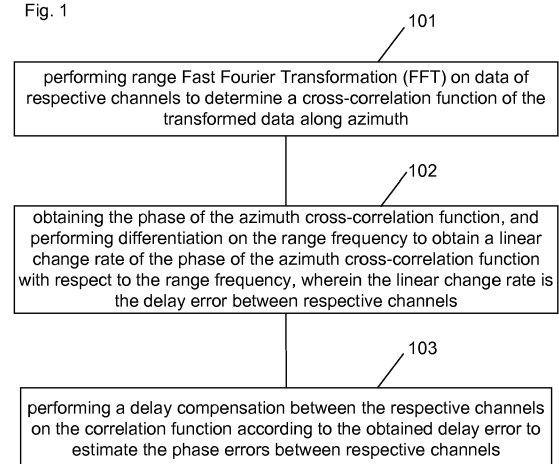 Fig. 1
101
performing range Fast Fourier Transformation (FFT) on data of
respective channels to determine a cross-correlation function of the
transformed data along azimuth
102
obtaining the phase of the azimuth cross-correlation function, and
performing differentiation on the range frequency to obtain a linear
change rate of the phase of the azimuth cross-correlation function
with respect to the range frequency, wherein the linear change rate is
the delay error between respective channels
103
performing a delay compensation between the respective channels
on the correlation function according to the obtained delay error to
estimate the phase errors between respective channels